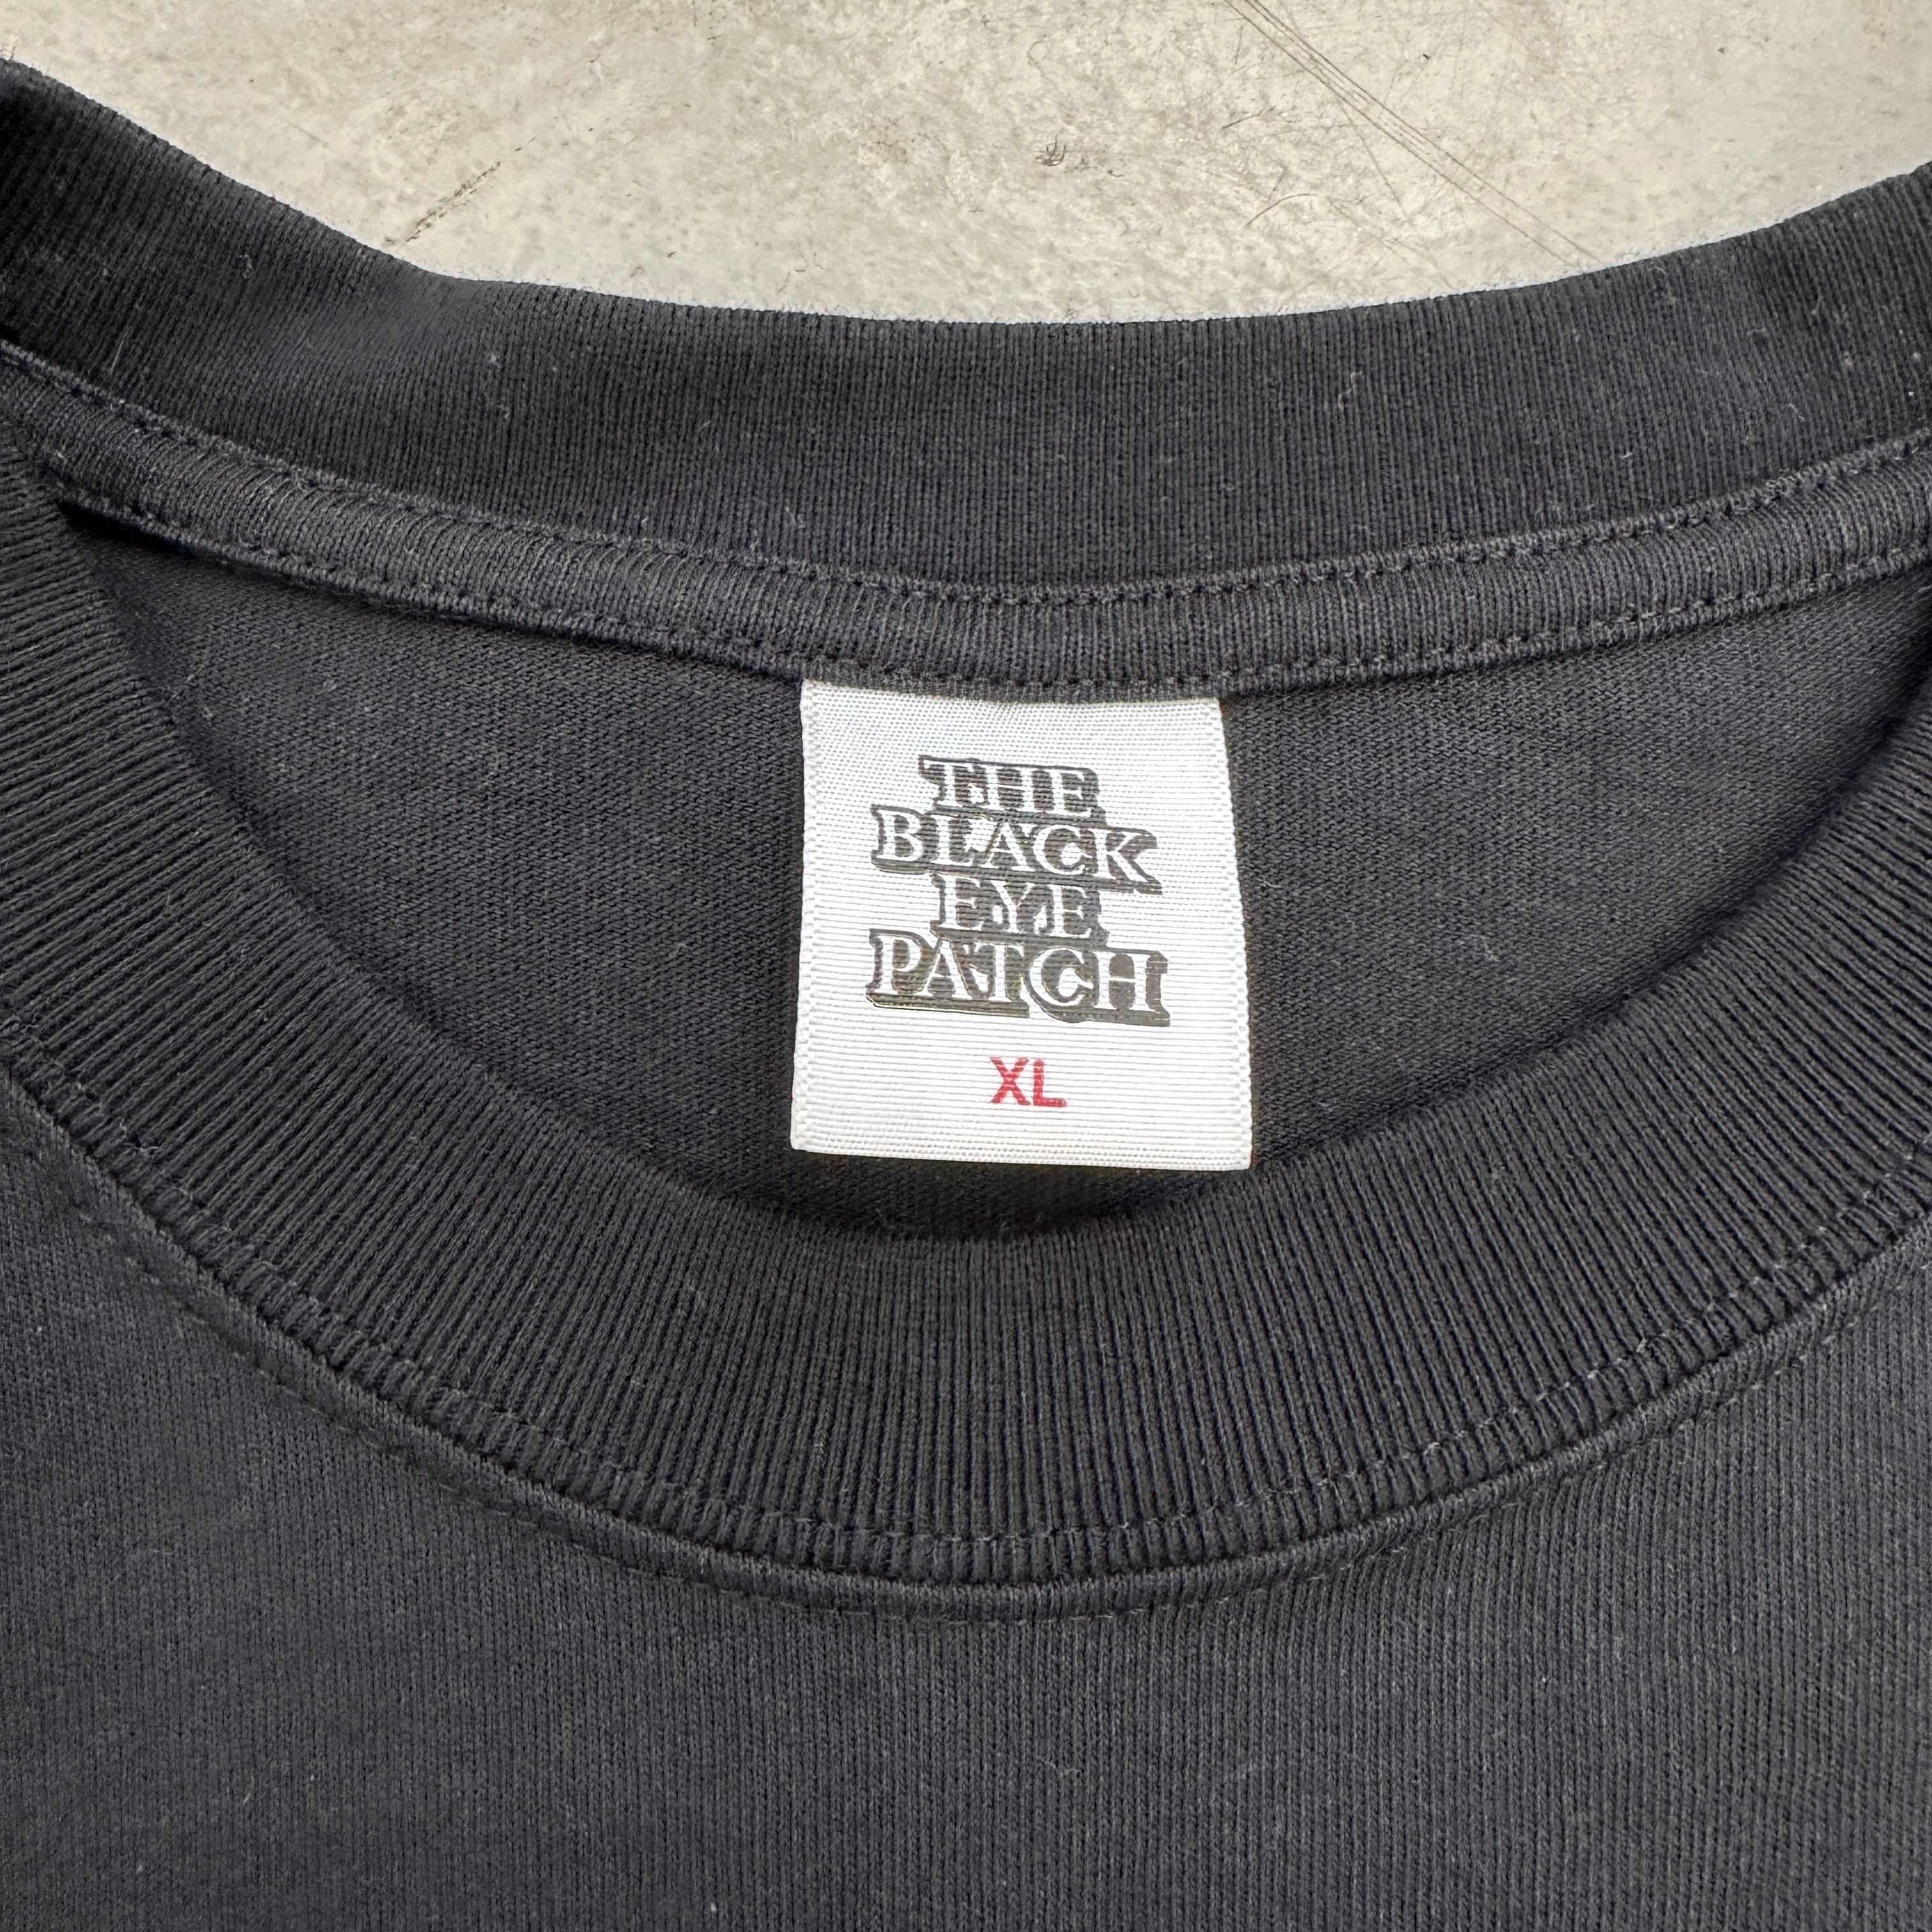 THE
BLACK
EYE
PATCH
XL